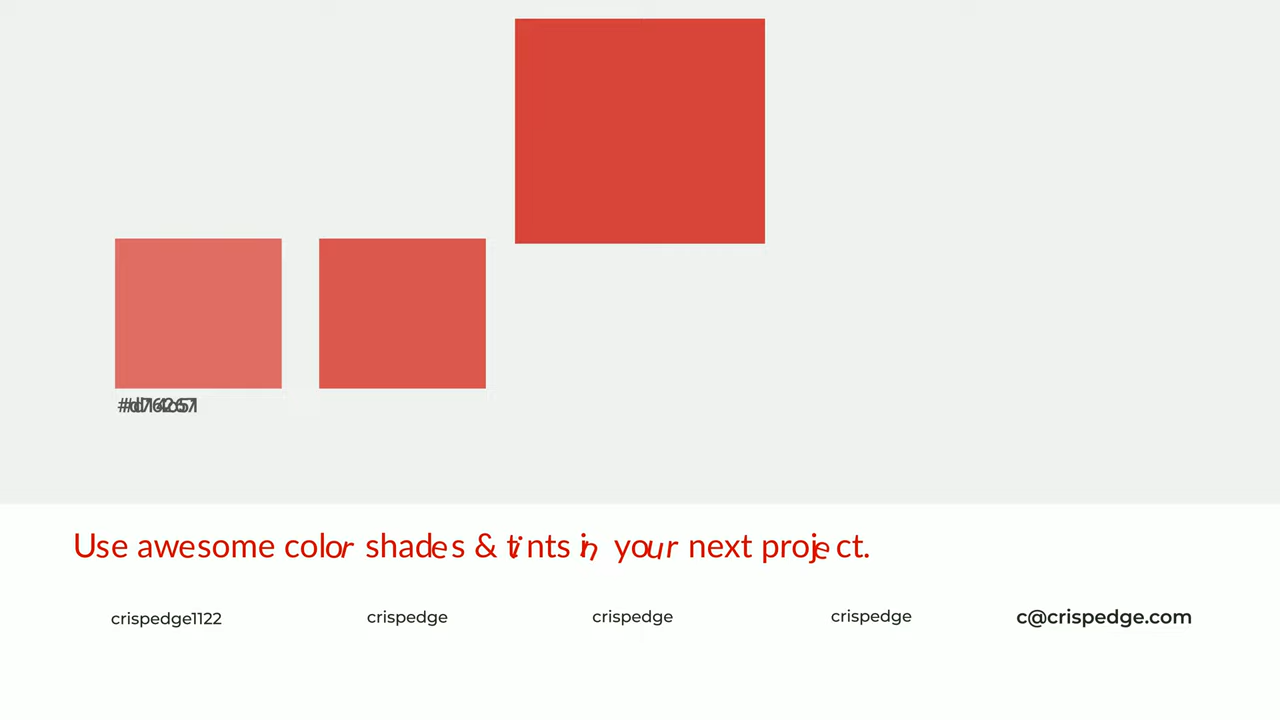 Use awesome color shades & tints in your next project.
crispedge1122 crispedge crispedge crispedge c@crispedge.com